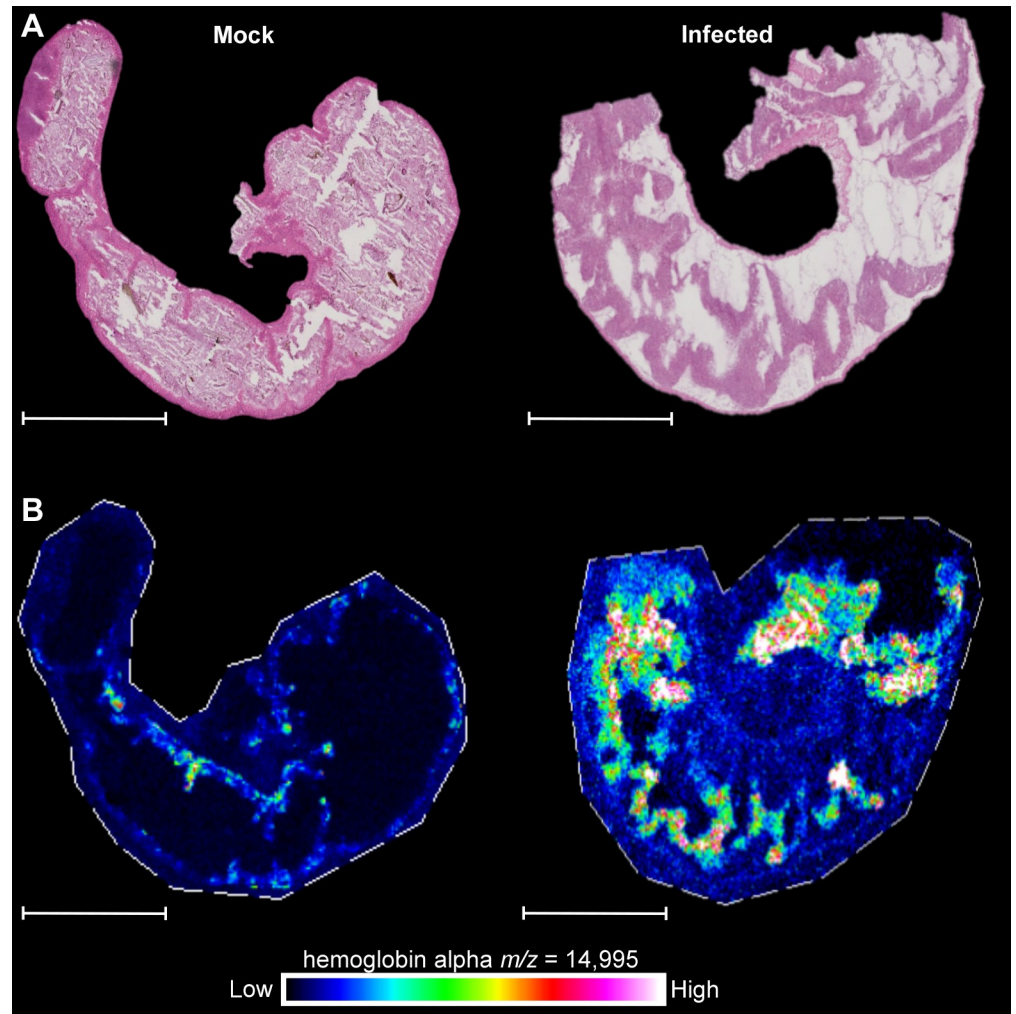 A
Mock
Infected
B
hemoglobin alpha m/z = 14,995
Low
High